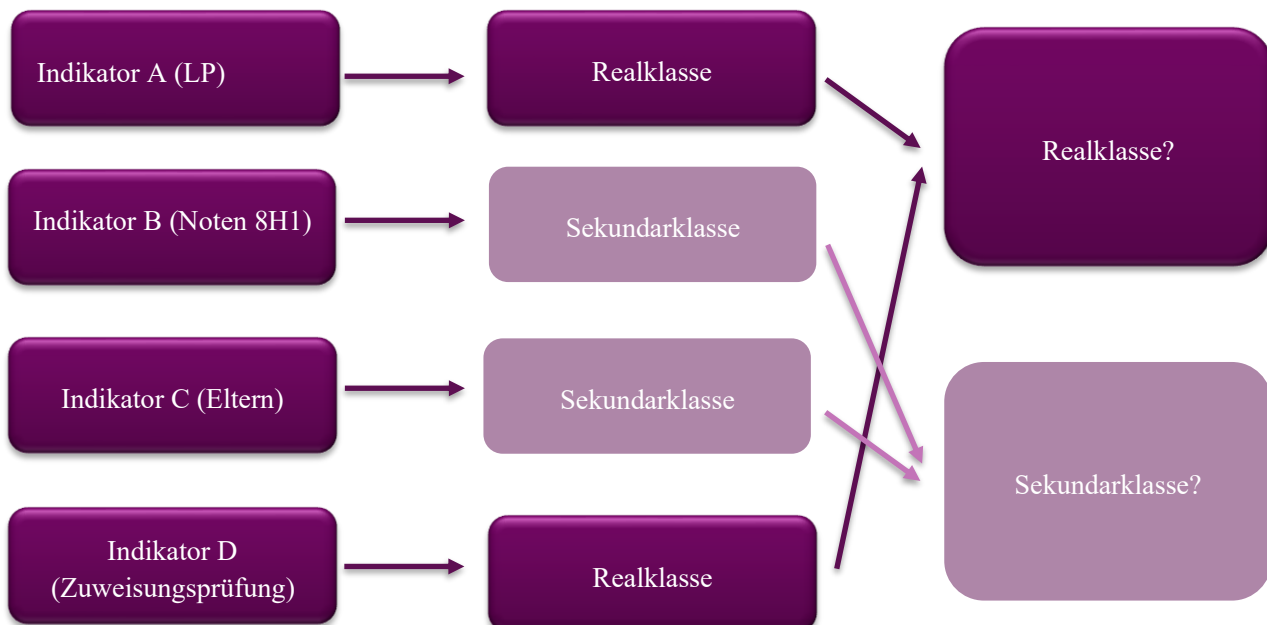 Indikator A (LP)
Realklasse
Realklasse?
Indikator B (Noten 8H1)
Sekundarklasse
Indikator C (Eltern)
Sekundarklasse
Sekundarklasse?
Indikator D
(Zuweisungsprüfung)
Realklasse